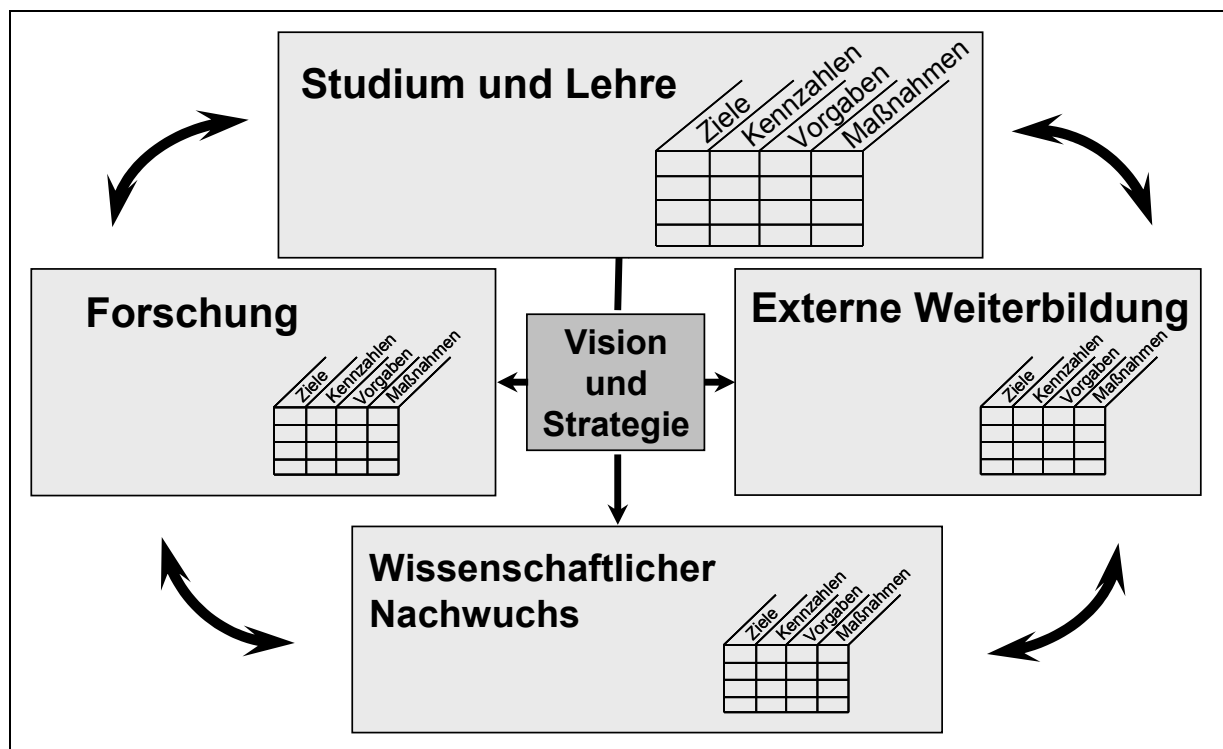 Studium und Lehre
Ziele
Kennzahlen
Vorgaben
Maßnahmen
Forschung
Ziele
Kennzahlen
Vorgaben
Maßnahmen
Vision
und
Strategie
Externe Weiterbildung
Ziele
Kennzahlen
Vorgaben
Maßnahmen
Wissenschaftlicher
Nachwuchs
Ziele
Kennzahlen
Vorgaben
Maßnahmen